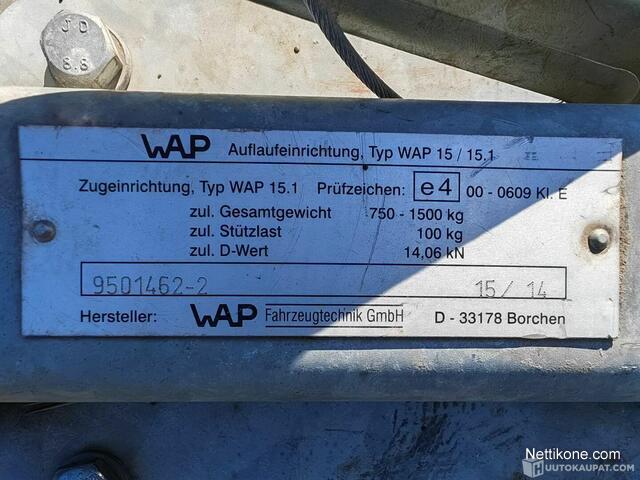 JD
8.8
WAP Auflaufeinrichtung, Typ WAP 15 / 15.1
Zugeinrichtung, Typ WAP 15.1 Prüfzeichen: e4 00 - 0609 Kl. E
zul. Gesamtgewicht 750 - 1500 kg
zul. Stützlast 100 kg
zul. D-Wert 14,06 kN
9501462-2 15/ 14
Hersteller: WAP Fahrzeugtechnik GmbH D - 33178 Borchen
Nettikone.com
HUUTOKAUPAT.COM